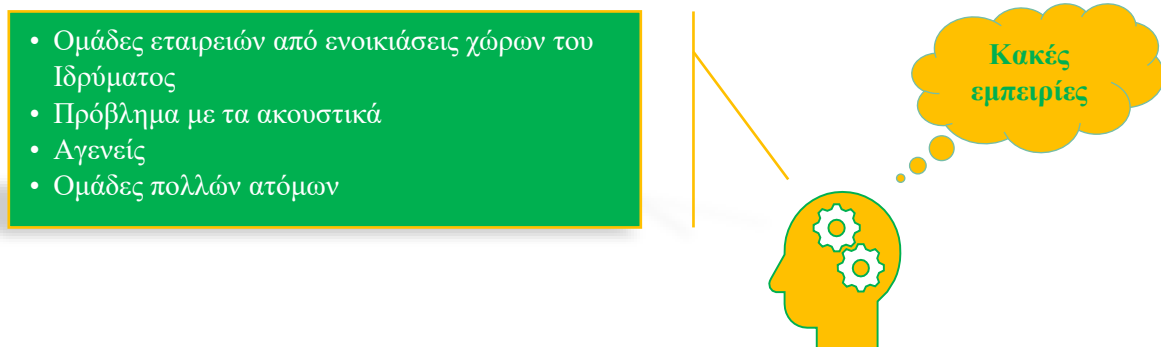 • Ομάδες εταιρειών από ενοικιάσεις χώρων του
Ιδρύματος
• Πρόβλημα με τα ακουστικά
• Αγενείς
• Ομάδες πολλών ατόμων
Κακές
εμπειρίες